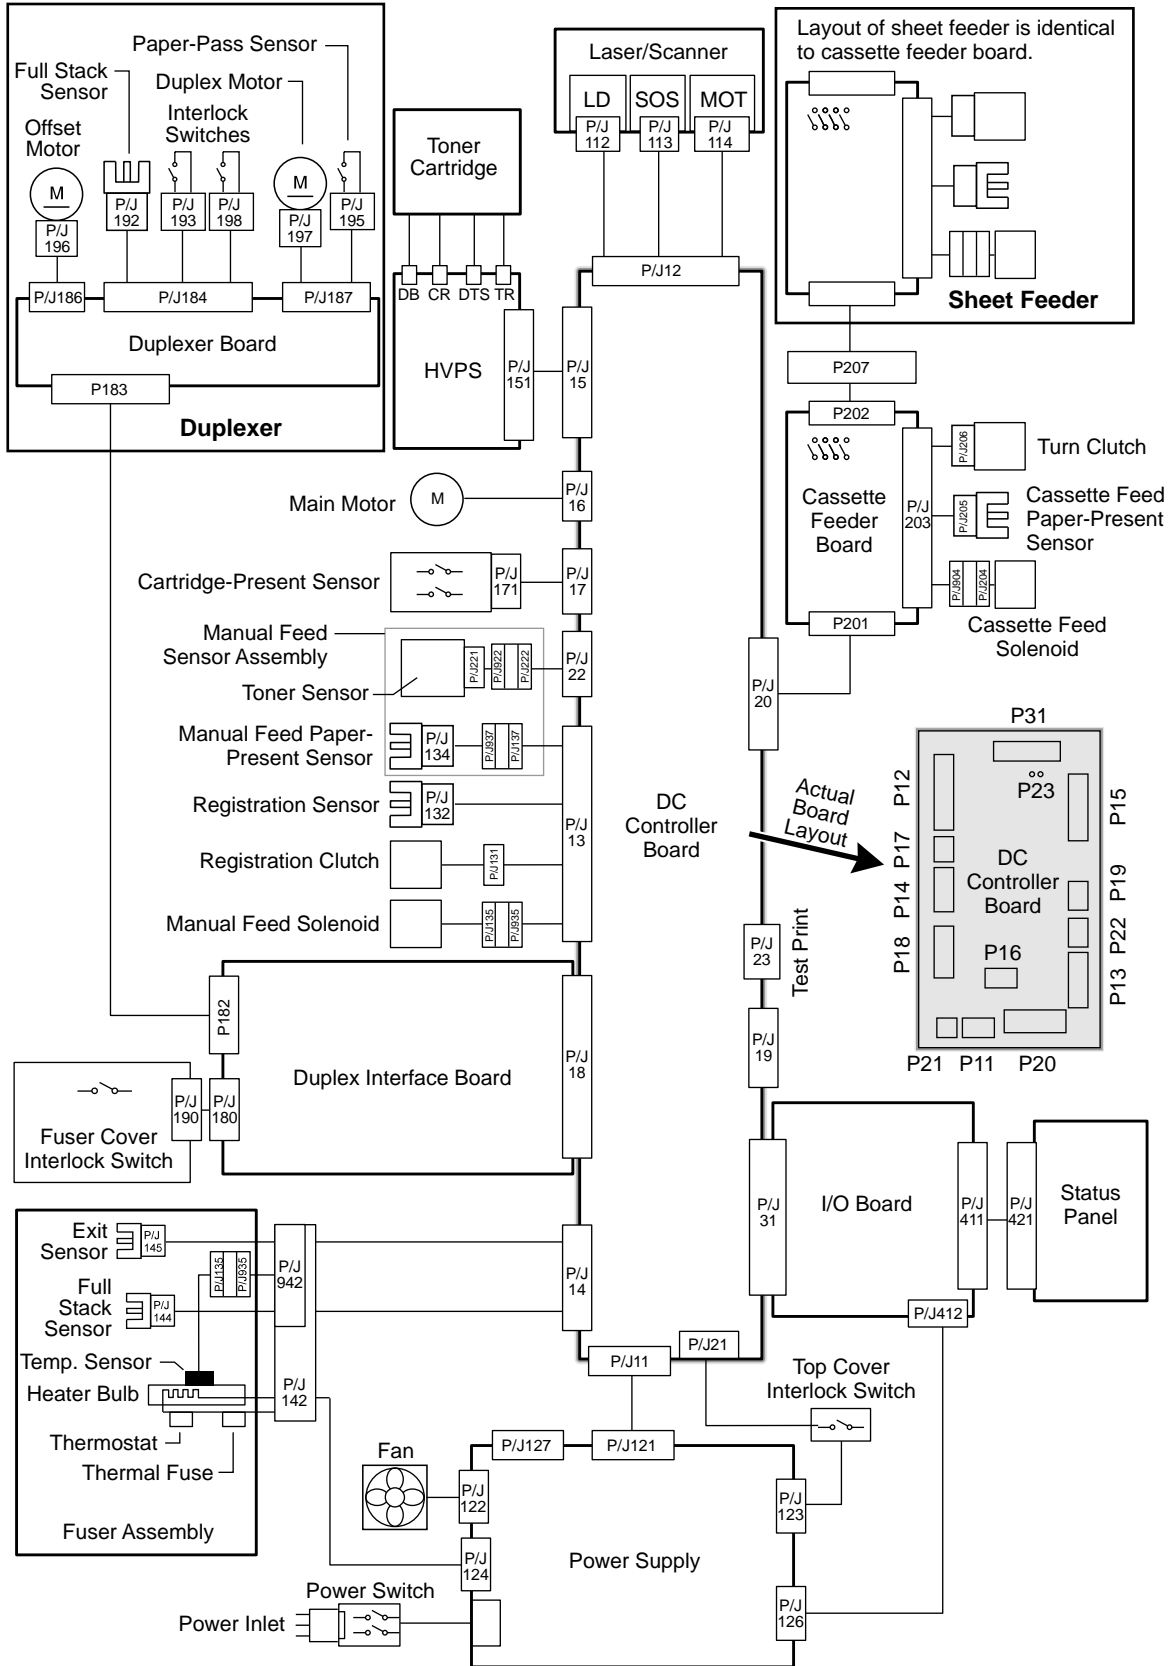 Paper-Pass Sensor
Full Stack
Sensor
Duplex Motor
Offset
Motor
Interlock
Switches
M
P/J
196
P/J
192
P/J
193
P/J
198
M
P/J
197
P/J
195
P/J186
P/J184
P/J187
Duplexer Board
P183
Duplexer
Toner
Cartridge
DB CR DTS TR
HVPS
P/J
151
P/J
15
Laser/Scanner
LD
SOS
MOT
P/J
112
P/J
113
P/J
114
P/J12
Layout of sheet feeder is identical
to cassette feeder board.
Sheet Feeder
P207
P202
Cassette
Feeder
Board
P/J
203
P/J206
Turn Clutch
P/J205
Cassette Feed
Paper-Present
Sensor
P/J904
P/J204
Cassette Feed
Solenoid
P201
P/J
20
Main Motor
M
P/J
16
Cartridge-Present Sensor
P/J
171
P/J
17
Manual Feed
Sensor Assembly
Toner Sensor
P/J221
P/J922
P/J222
P/J
22
Manual Feed Paper-
Present Sensor
P/J
134
P/J937
P/J137
Registration Sensor
P/J
132
P/J
13
Registration Clutch
P/J131
Manual Feed Solenoid
P/J135
P/J935
DC
Controller
Board
Actual
Board
Layout
P31
P12
P23
P15
P17
DC
Controller
Board
P14
P19
P18
P22
P16
P13
P21 P11 P20
P/J
23
Test Print
P/J
19
P182
Duplex Interface Board
P/J
18
P/J
190
P/J
180
Fuser Cover
Interlock Switch
P/J
31
I/O Board
P/J
411
P/J
421
Status
Panel
P/J412
Exit
Sensor
P/J
145
P/J135
P/J935
P/J
942
P/J
14
Full
Stack
Sensor
P/J
144
Temp. Sensor
Heater Bulb
P/J
142
Thermostat
Thermal Fuse
Fuser Assembly
P/J11
P/J21
Top Cover
Interlock Switch
P/J127
P/J121
Fan
P/J
122
P/J
123
P/J
124
Power Supply
P/J
126
Power Switch
Power Inlet